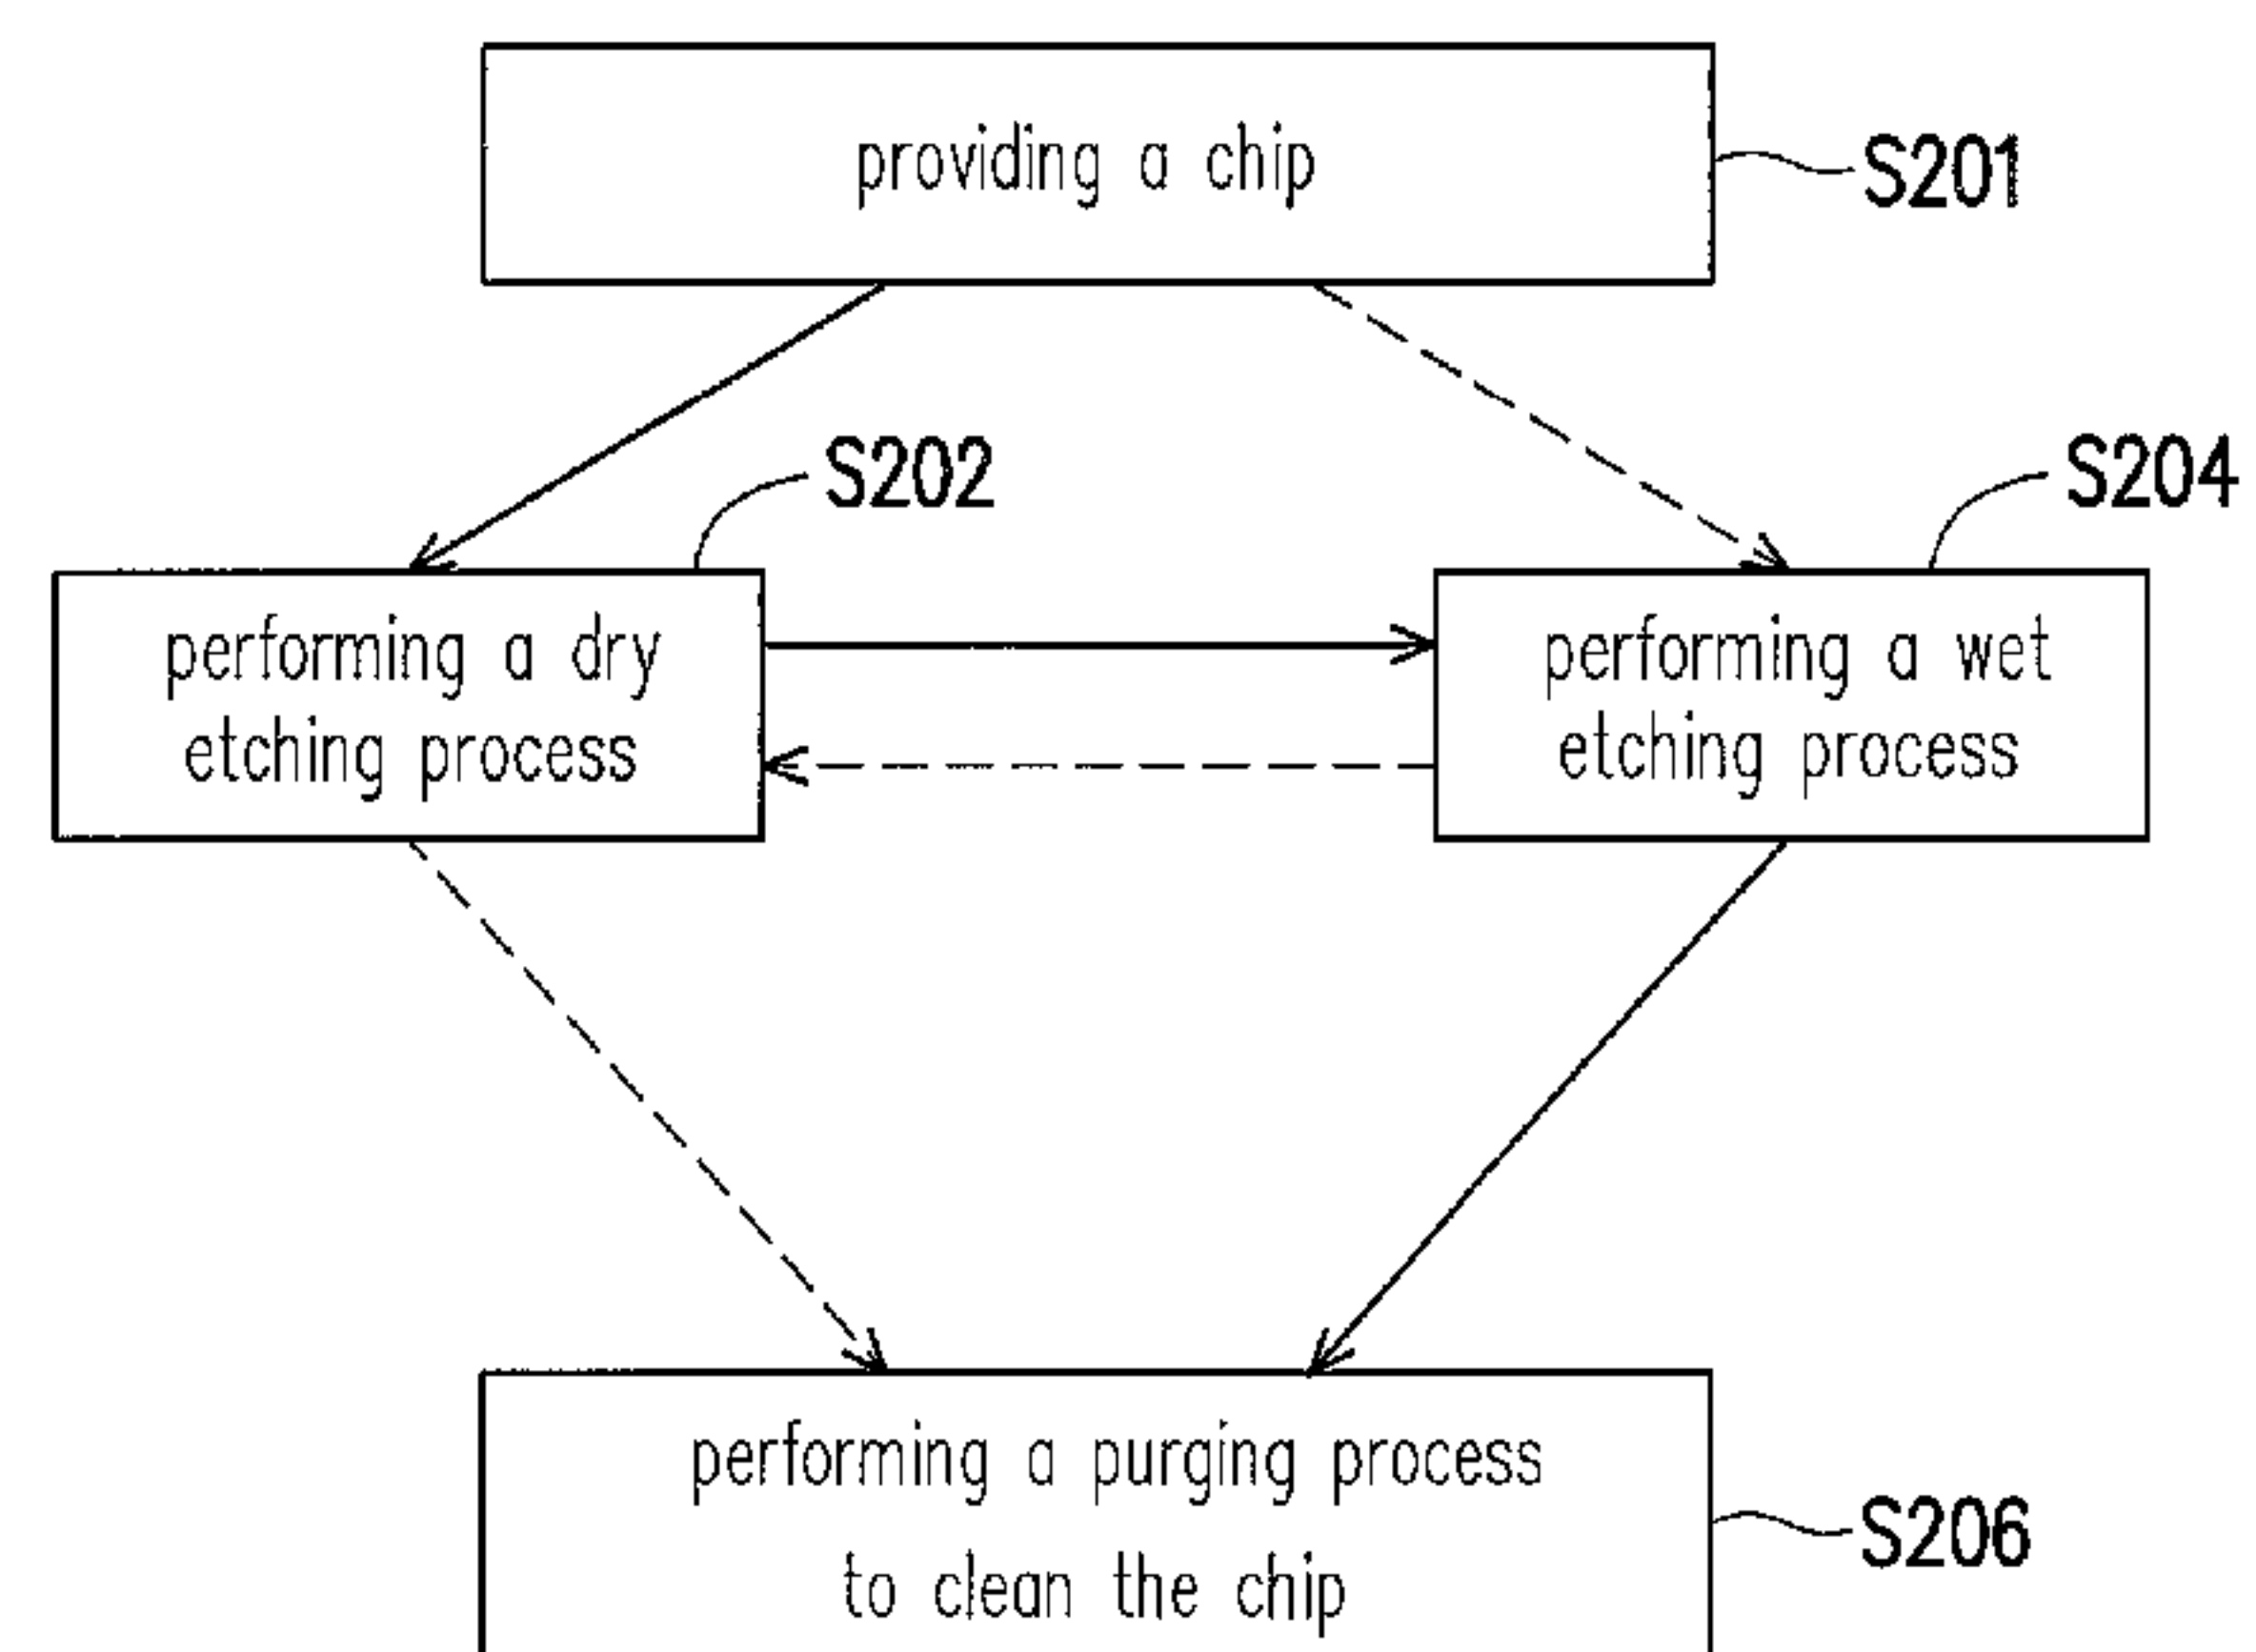 providing a chip
S201
S202
S204
performing a dry
etching process
performing a wet
etching process
performing a purging process
to clean the chip
S206